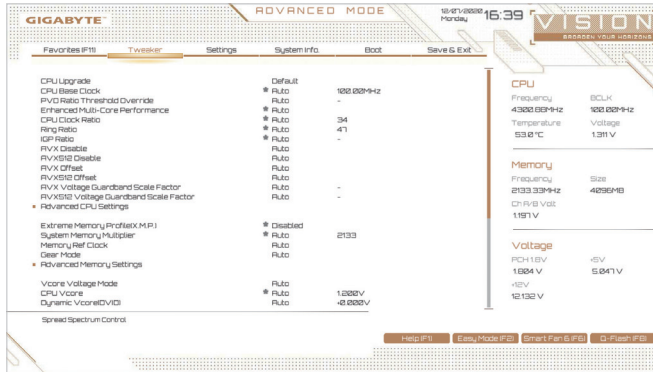 GIGABYTE™
ADVANCED MODE
12/07/2020 Monday 16:39
VISION
BROADEN YOUR HORIZONS
Favorites (F11) Tweaker Settings System Info. Boot Save & Exit
CPU Upgrade Default
CPU Base Clock Auto 100.00MHz
PVD Ratio Threshold Override Auto -
Enhanced Multi-Core Performance Auto
CPU Clock Ratio Auto 34
Ring Ratio Auto 47
IGP Ratio Auto -
AVX Disable Auto
AVX512 Disable Auto
AVX Offset Auto
AVX512 Offset Auto
AVX Voltage Guardband Scale Factor Auto -
AVX512 Voltage Guardband Scale Factor Auto -
Advanced CPU Settings
Extreme Memory Profile(X.M.P.) Disabled
System Memory Multiplier Auto 2133
Memory Ref Clock Auto
Gear Mode Auto
Advanced Memory Settings
Vcore Voltage Mode Auto
CPU Vcore Auto 1.200V
Dynamic Vcore(DVID) Auto +0.000V
Spread Spectrum Control
CPU
Frequency BCLK
4300.88MHz 100.00MHz
Temperature Voltage
53.0 °C 1.311 V
Memory
Frequency Size
2133.33MHz 4096MB
Ch A/B Volt
1.197 V
Voltage
PCH 1.8V +5V
1.804 V 5.047 V
+12V
12.132 V
Help (F1) Easy Mode (F2) Smart Fan 6 (F6) Q-Flash (F8)